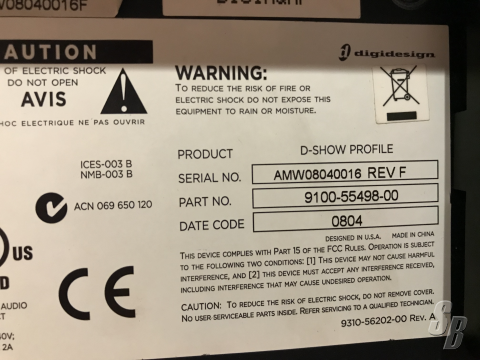 W08040016F
CAUTION
OF ELECTRIC SHOCK
DO NOT OPEN
AVIS
HOC ELECTRIQUE NE PAS OUVRIR
digidesign
WARNING:
TO REDUCE THE RISK OF FIRE OR
ELECTRIC SHOCK DO NOT EXPOSE THIS
EQUIPMENT TO RAIN OR MOISTURE.
ICES-003 B
NMB-003 B
ACN 069 650 120
US
CE
AUDIO
CT
40V;
2A
PRODUCT D-SHOW PROFILE
SERIAL NO. AMW08040016 REV F
PART NO. 9100-55498-00
DATE CODE 0804
DESIGNED IN U.S.A. MADE IN CHINA
THIS DEVICE COMPLIES WITH PART 15 OF THE FCC RULES. OPERATION IS SUBJECT
TO THE FOLLOWING TWO CONDITIONS: [1] THIS DEVICE MAY NOT CAUSE HARMFUL
INTERFERENCE, AND [2] THIS DEVICE MUST ACCEPT ANY INTERFERENCE RECEIVED,
INCLUDING INTERFERENCE THAT MAY CAUSE UNDESIRED OPERATION.
CAUTION: TO REDUCE THE RISK OF ELECTRIC SHOCK, DO NOT REMOVE COVER.
NO USER-SERVICEABLE PARTS INSIDE. REFER SERVICING TO A QUALIFIED TECHNICIAN.
9310-56202-00 REV. A